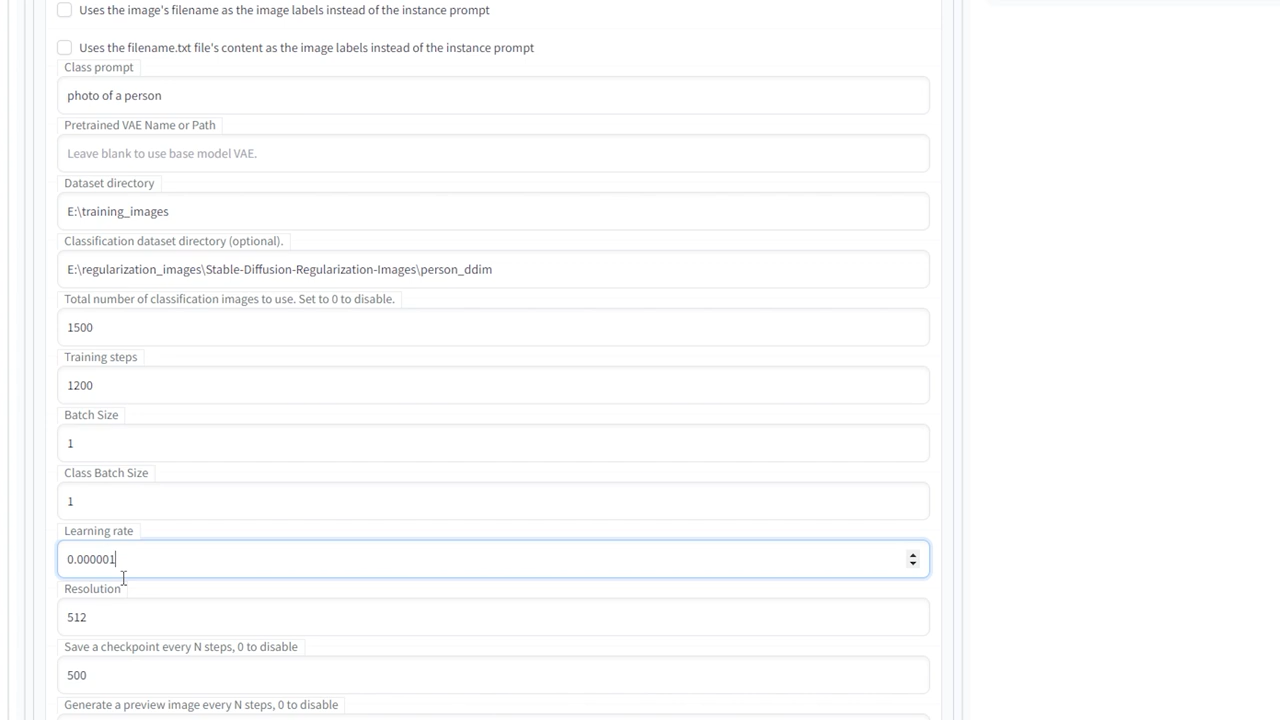 Uses the image's filename as the image labels instead of the instance prompt
Uses the filename.txt file's content as the image labels instead of the instance prompt
Class prompt
photo of a person
Pretrained VAE Name or Path
Leave blank to use base model VAE.
Dataset directory
E:\training_images
Classification dataset directory (optional).
E:\regularization_images\Stable-Diffusion-Regularization-Images\person_ddim
Total number of classification images to use. Set to 0 to disable.
1500
Training steps
1200
Batch Size
1
Class Batch Size
1
Learning rate
0.000001
Resolution
512
Save a checkpoint every N steps, 0 to disable
500
Generate a preview image every N steps, 0 to disable